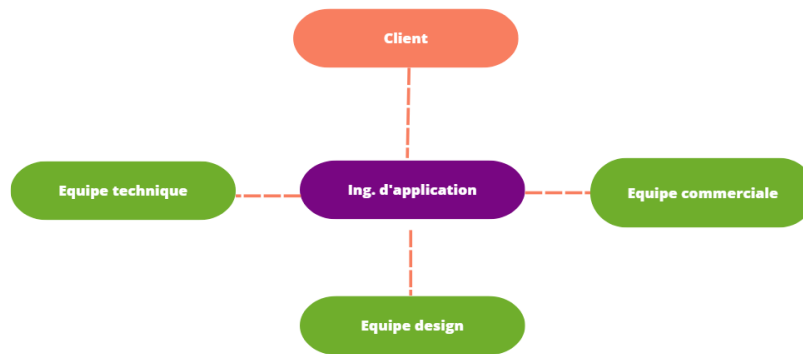 Client
Equipe technique
Ing. d'application
Equipe commerciale
Equipe design